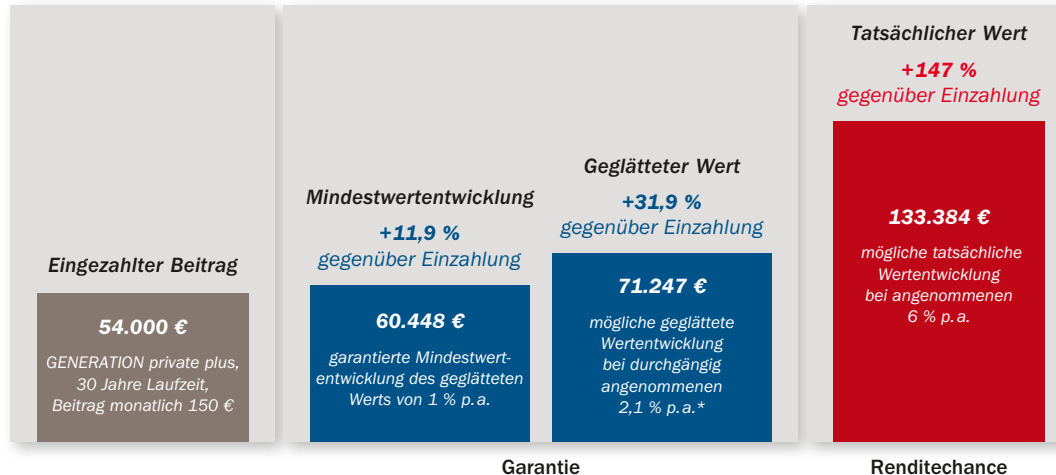 Eingezahlter Beitrag
54.000 €
GENERATION private plus,
30 Jahre Laufzeit,
Beitrag monatlich 150 €
Mindestwertentwicklung
+11,9 %
gegenüber Einzahlung
60.448 €
garantierte Mindestwert-
entwicklung des geglätteten
Werts von 1 % p. a.
Geglätteter Wert
+31,9 %
gegenüber Einzahlung
71.247 €
mögliche geglättete
Wertentwicklung
bei durchgängig
angenommenen
2,1 % p. a.*
Garantie
Tatsächlicher Wert
+147 %
gegenüber Einzahlung
133.384 €
mögliche tatsächliche
Wertentwicklung
bei angenommenen
6 % p. a.
Renditechance